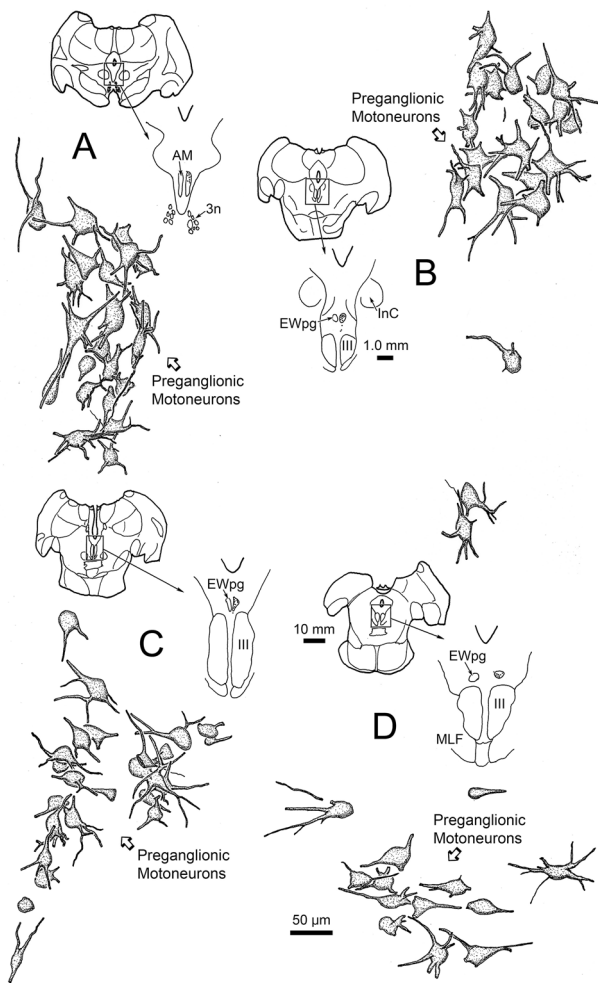 A
AM
3n
Preganglionic
Motoneurons
Preganglionic
Motoneurons
B
InC
EWpg
III
1.0 mm
C
EWpg
III
Preganglionic
Motoneurons
10 mm
D
EWpg
III
MLF
Preganglionic
Motoneurons
50 µm